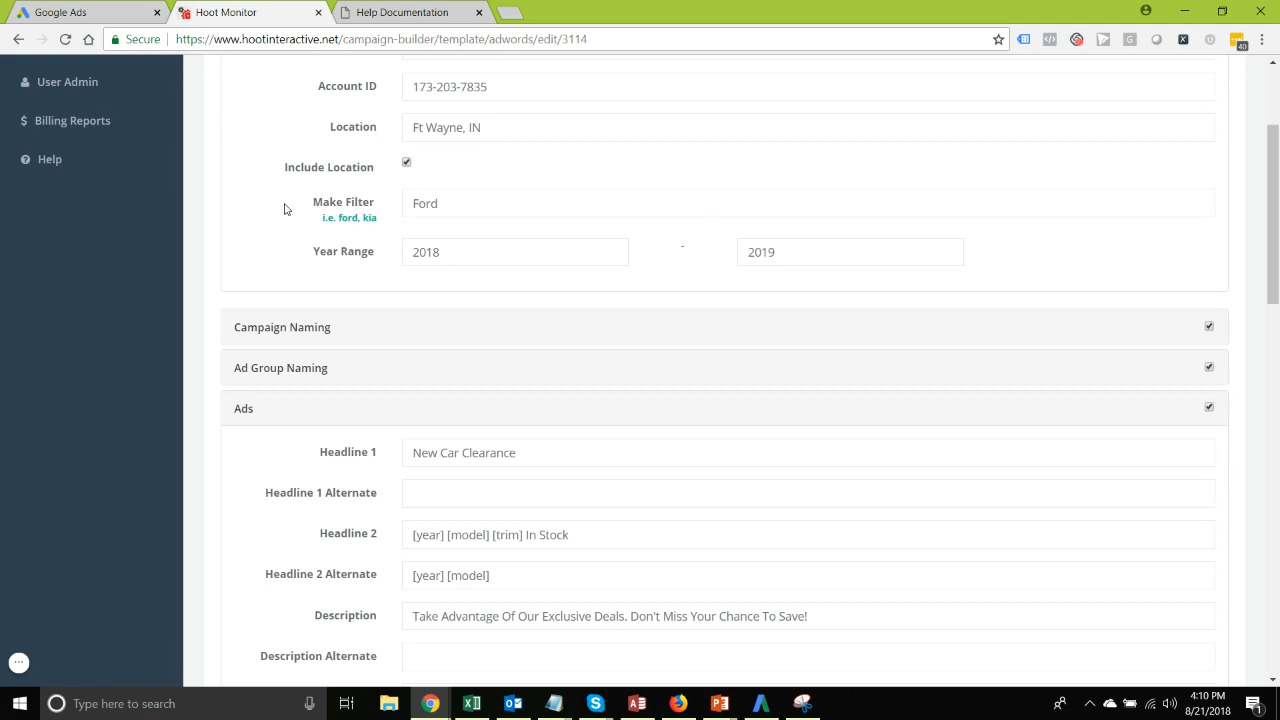 Google Ads
Hoot Monitor
Help Documentation
Secure
https://www.hootinteractive.net/campaign-builder/template/adwords/edit/3114
40
User Admin
Billing Reports
Help
Account ID
173-203-7835
Location
Ft Wayne, IN
Include Location
Make Filter
i.e. ford, kia
Ford
Year Range
2018
-
2019
Campaign Naming
Ad Group Naming
Ads
Headline 1
New Car Clearance
Headline 1 Alternate
Headline 2
[year] [model] [trim] In Stock
Headline 2 Alternate
[year] [model]
Description
Take Advantage Of Our Exclusive Deals. Don't Miss Your Chance To Save!
Description Alternate
Type here to search
4:10 PM
8/21/2018